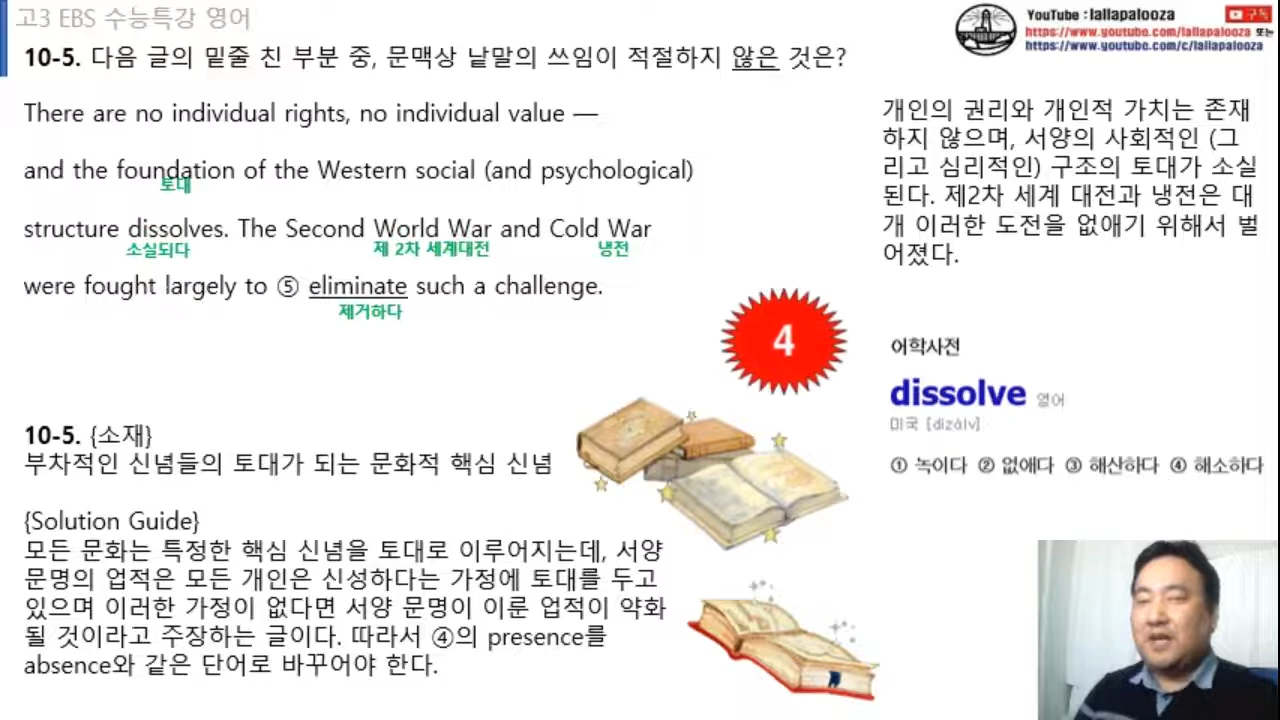 고3 EBS 수능특강 영어
YouTube : lallapalooza
구독
https://www.youtube.com/lallapalooza 또는
https://www.youtube.com/c/lallapalooza
10-5. 다음 글의 밑줄 친 부분 중, 문맥상 낱말의 쓰임이 적절하지 않은 것은?
There are no individual rights, no individual value —
and the foundation of the Western social (and psychological)
토대
structure dissolves. The Second World War and Cold War
소실되다 제 2차 세계대전 냉전
were fought largely to ⑤ eliminate such a challenge.
제거하다
개인의 권리와 개인적 가치는 존재
하지 않으며, 서양의 사회적인 (그
리고 심리적인) 구조의 토대가 소실
된다. 제2차 세계 대전과 냉전은 대
개 이러한 도전을 없애기 위해서 벌
어졌다.
4
어학사전
dissolve 영어
미국 [dizάlv]
① 녹이다 ② 없애다 ③ 해산하다 ④ 해소하다
10-5. {소재}
부차적인 신념들의 토대가 되는 문화적 핵심 신념
{Solution Guide}
모든 문화는 특정한 핵심 신념을 토대로 이루어지는데, 서양
문명의 업적은 모든 개인은 신성하다는 가정에 토대를 두고
있으며 이러한 가정이 없다면 서양 문명이 이룬 업적이 약화
될 것이라고 주장하는 글이다. 따라서 ④의 presence를
absence와 같은 단어로 바꾸어야 한다.